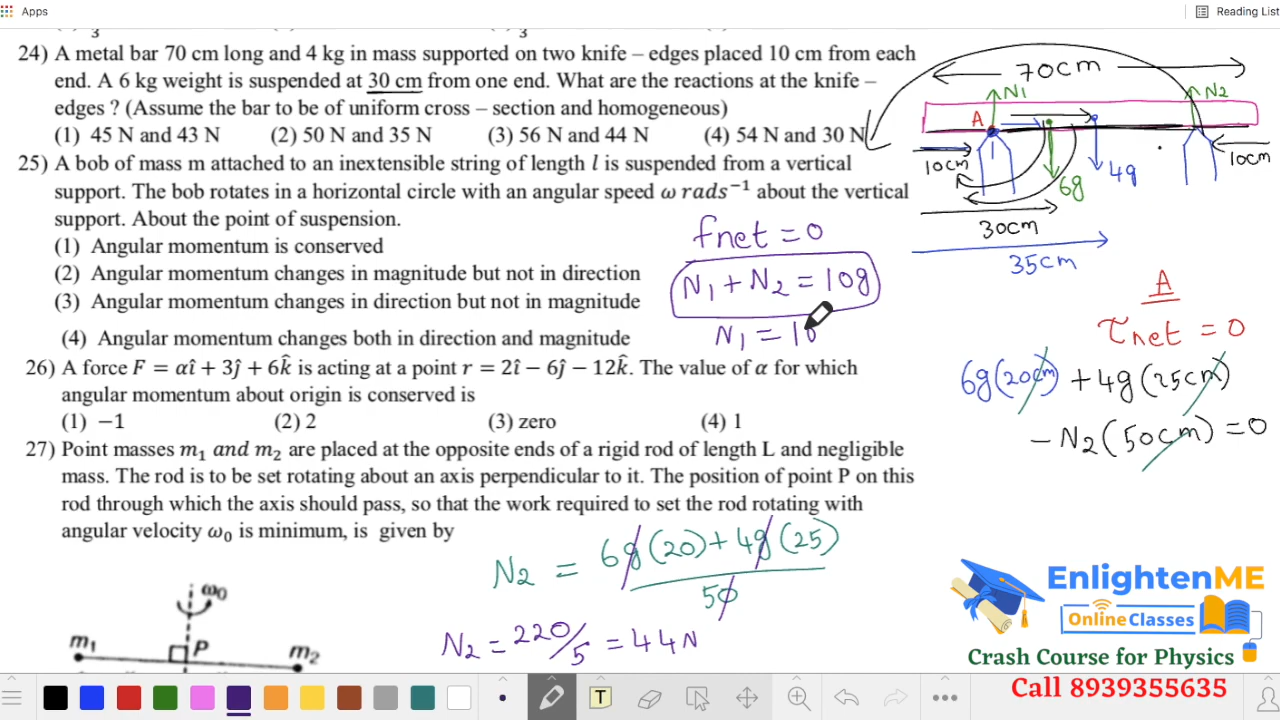 Apps
Reading List
3
3
24) A metal bar 70 cm long and 4 kg in mass supported on two knife – edges placed 10 cm from each
end. A 6 kg weight is suspended at 30 cm from one end. What are the reactions at the knife –
edges ? (Assume the bar to be of uniform cross – section and homogeneous)
(1) 45 N and 43 N (2) 50 N and 35 N (3) 56 N and 44 N (4) 54 N and 30 N
25) A bob of mass m attached to an inextensible string of length l is suspended from a vertical
support. The bob rotates in a horizontal circle with an angular speed ω rads⁻¹ about the vertical
support. About the point of suspension.
(1) Angular momentum is conserved
(2) Angular momentum changes in magnitude but not in direction
(3) Angular momentum changes in direction but not in magnitude
(4) Angular momentum changes both in direction and magnitude
26) A force F = αî + 3ĵ + 6k̂ is acting at a point r = 2î − 6ĵ − 12k̂. The value of α for which
angular momentum about origin is conserved is
(1) −1 (2) 2 (3) zero (4) 1
27) Point masses m₁ and m₂ are placed at the opposite ends of a rigid rod of length L and negligible
mass. The rod is to be set rotating about an axis perpendicular to it. The position of point P on this
rod through which the axis should pass, so that the work required to set the rod rotating with
angular velocity ω₀ is minimum, is given by
ω₀
m₁ P m₂
70cm
N1 N2
A
10cm 10cm
6g 4g
30cm
35cm
fnet = 0
N₁ + N₂ = 10g
N₁ = 10
A
τnet = 0
6g(20cm) + 4g(25cm)
− N₂(50cm) = 0
N₂ = 6g(20) + 4g(25)
50
N₂ = 220/5 = 44N
EnlightenME
Online Classes
Crash Course for Physics
Call 8939355635
T